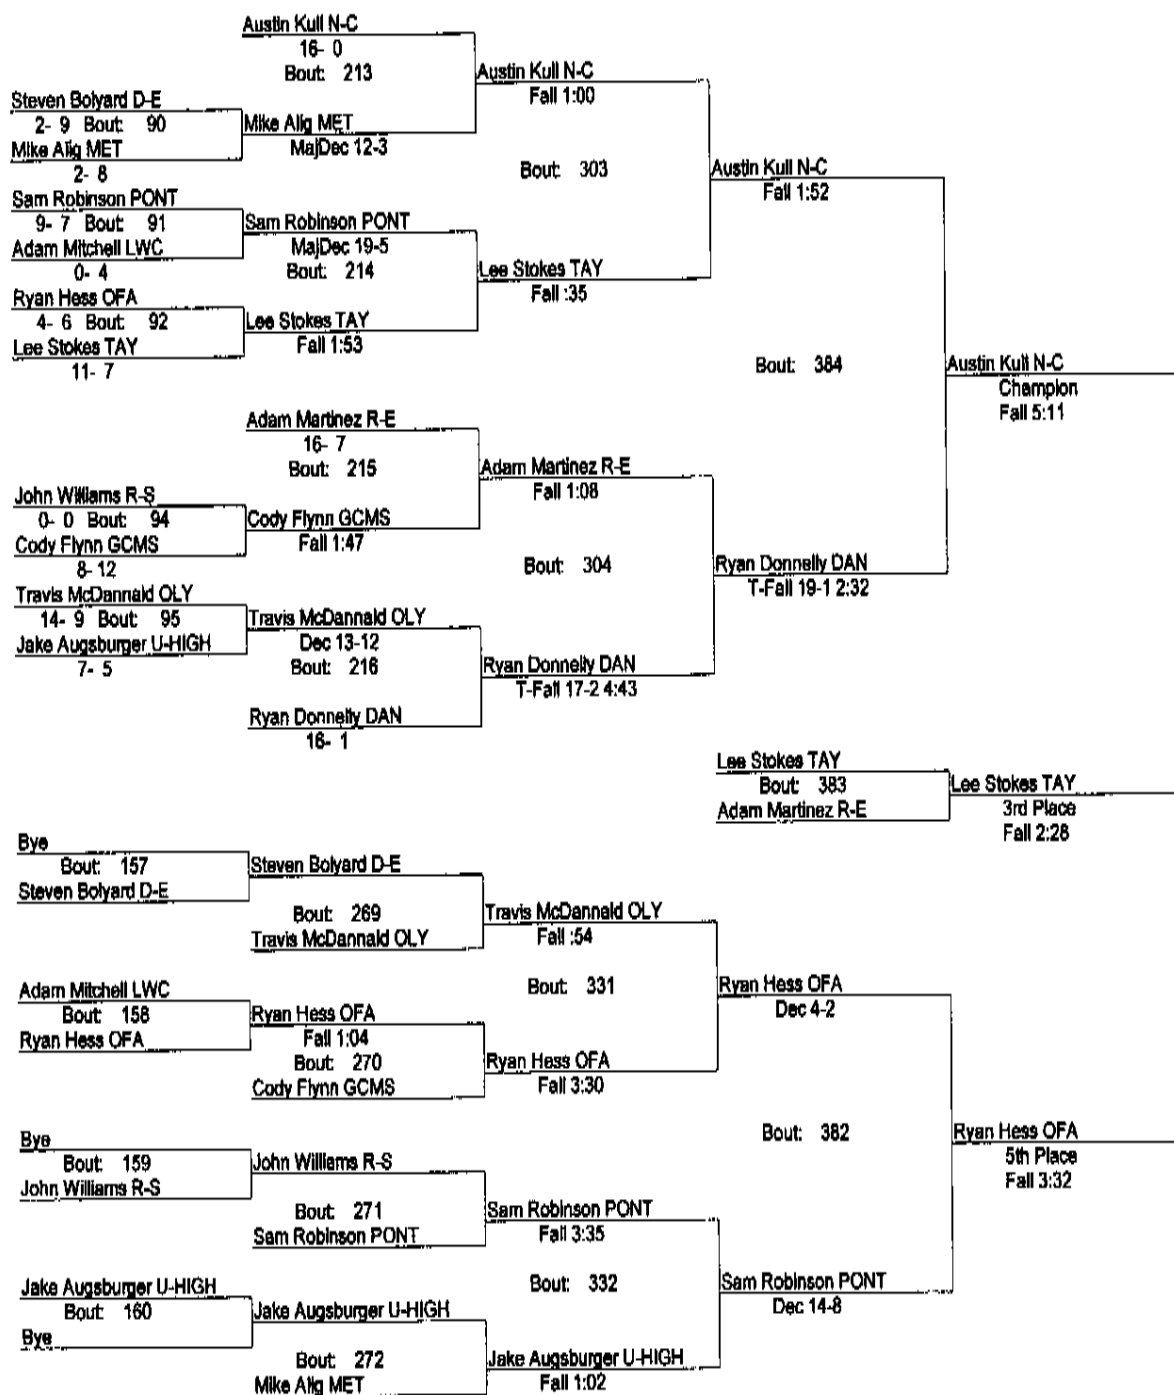 Austin Kull N-C
16- 0
Bout: 213
Austin Kull N-C
Fall 1:00
Steven Bolyard D-E
2- 9 Bout: 90
Mike Alig MET
MajDec 12-3
Mike Alig MET
2- 8
Bout: 303
Austin Kull N-C
Fall 1:52
Sam Robinson PONT
9- 7 Bout: 91
Sam Robinson PONT
MajDec 19-5
Adam Mitchell LWC
0- 4
Bout: 214
Lee Stokes TAY
Fall :35
Ryan Hess OFA
4- 6 Bout: 92
Lee Stokes TAY
Fall 1:53
Lee Stokes TAY
11- 7
Bout: 384
Austin Kull N-C
Champion
Fall 5:11
Adam Martinez R-E
16- 7
Bout: 215
Adam Martinez R-E
Fall 1:08
John Williams R-S
0- 0 Bout: 94
Cody Flynn GCMS
Fall 1:47
Cody Flynn GCMS
8- 12
Bout: 304
Ryan Donnelly DAN
T-Fall 19-1 2:32
Travis McDannald OLY
14- 9 Bout: 95
Travis McDannald OLY
Dec 13-12
Jake Augsburger U-HIGH
7- 5
Bout: 216
Ryan Donnelly DAN
T-Fall 17-2 4:43
Ryan Donnelly DAN
16- 1
Lee Stokes TAY
Bout: 383
Lee Stokes TAY
Adam Martinez R-E
3rd Place
Fall 2:28
Bye
Bout: 157
Steven Bolyard D-E
Steven Bolyard D-E
Bout: 269
Travis McDannald OLY
Fall :54
Travis McDannald OLY
Bout: 331
Ryan Hess OFA
Dec 4-2
Adam Mitchell LWC
Bout: 158
Ryan Hess OFA
Ryan Hess OFA
Fall 1:04
Bout: 270
Ryan Hess OFA
Fall 3:30
Cody Flynn GCMS
Bout: 382
Ryan Hess OFA
5th Place
Fall 3:32
Bye
Bout: 159
John Williams R-S
John Williams R-S
Bout: 271
Sam Robinson PONT
Fall 3:35
Sam Robinson PONT
Bout: 332
Sam Robinson PONT
Dec 14-8
Jake Augsburger U-HIGH
Bout: 160
Jake Augsburger U-HIGH
Bye
Bout: 272
Jake Augsburger U-HIGH
Fall 1:02
Mike Alig MET